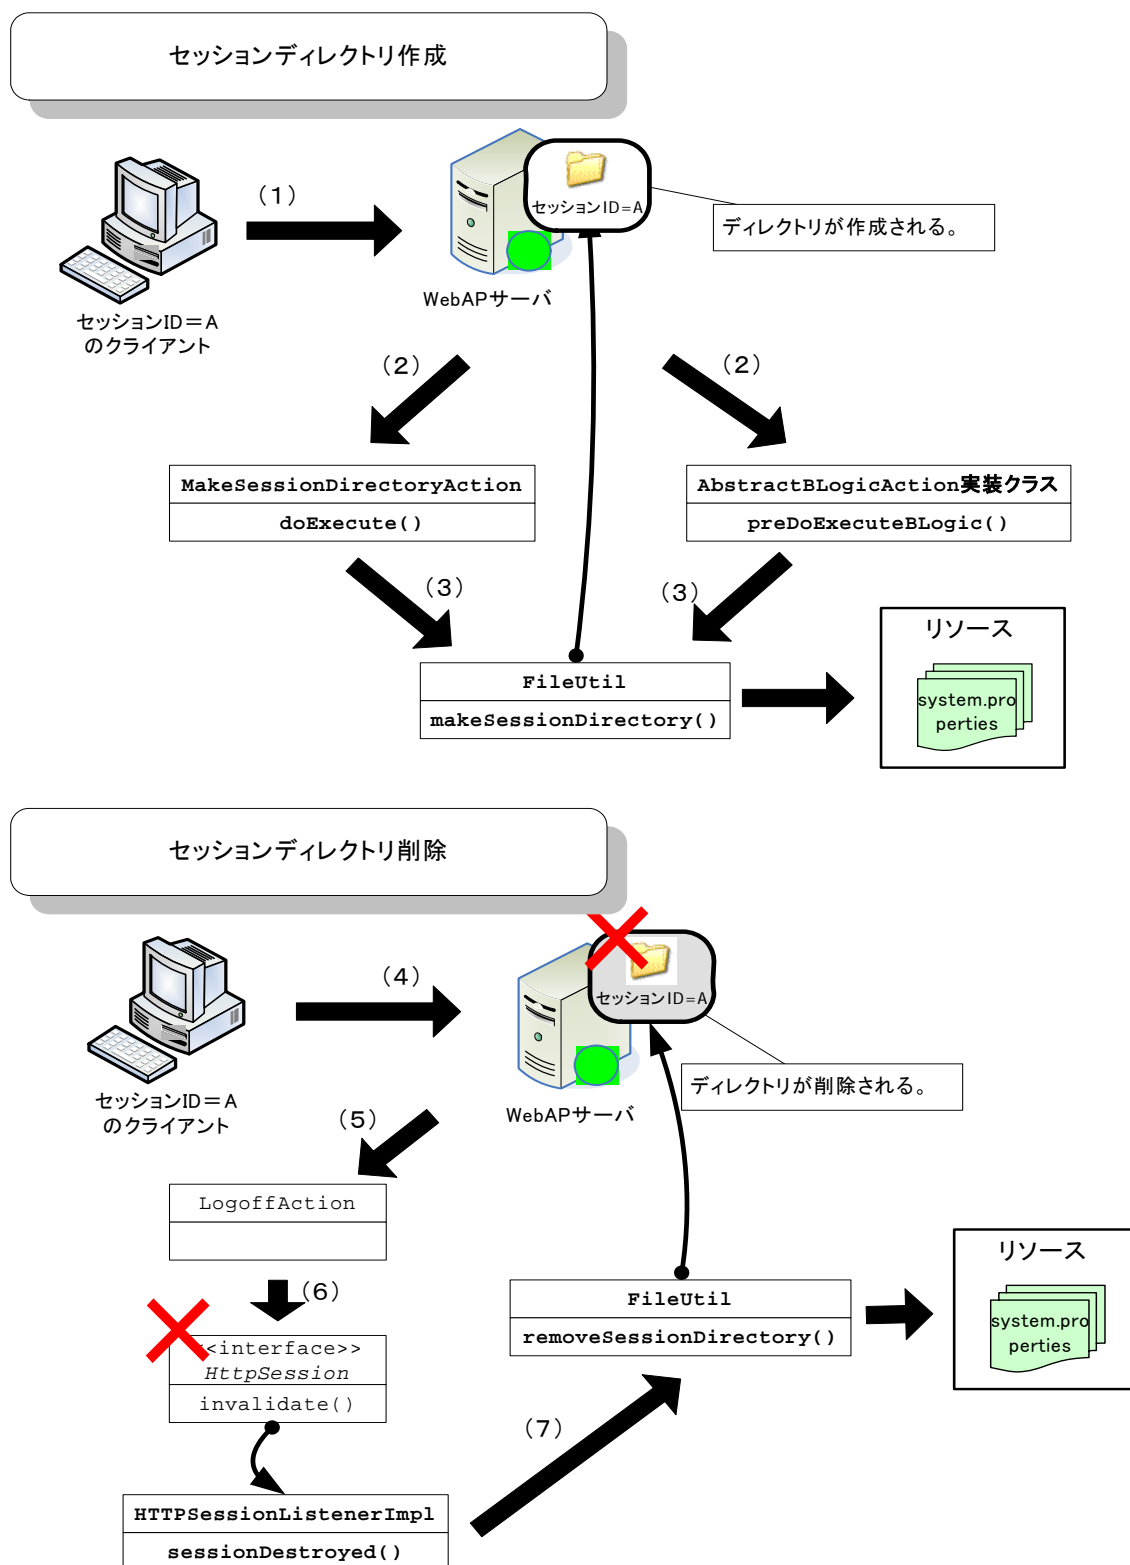 セッションディレクトリ作成
（1）
セッションID=A
ディレクトリが作成される。
WebAPサーバ
セッションID＝A
のクライアント
（2）
（2）
MakeSessionDirectoryAction
doExecute()
AbstractBLogicAction実装クラス
preDoExecuteBLogic()
（3）
（3）
リソース
system.pro
perties
FileUtil
makeSessionDirectory()
セッションディレクトリ削除
（4）
セッションID=A
ディレクトリが削除される。
セッションID＝A
のクライアント
WebAPサーバ
（5）
LogoffAction
（6）
リソース
system.pro
perties
FileUtil
removeSessionDirectory()
<<interface>>
HttpSession
invalidate()
（7）
HTTPSessionListenerImpl
sessionDestroyed()